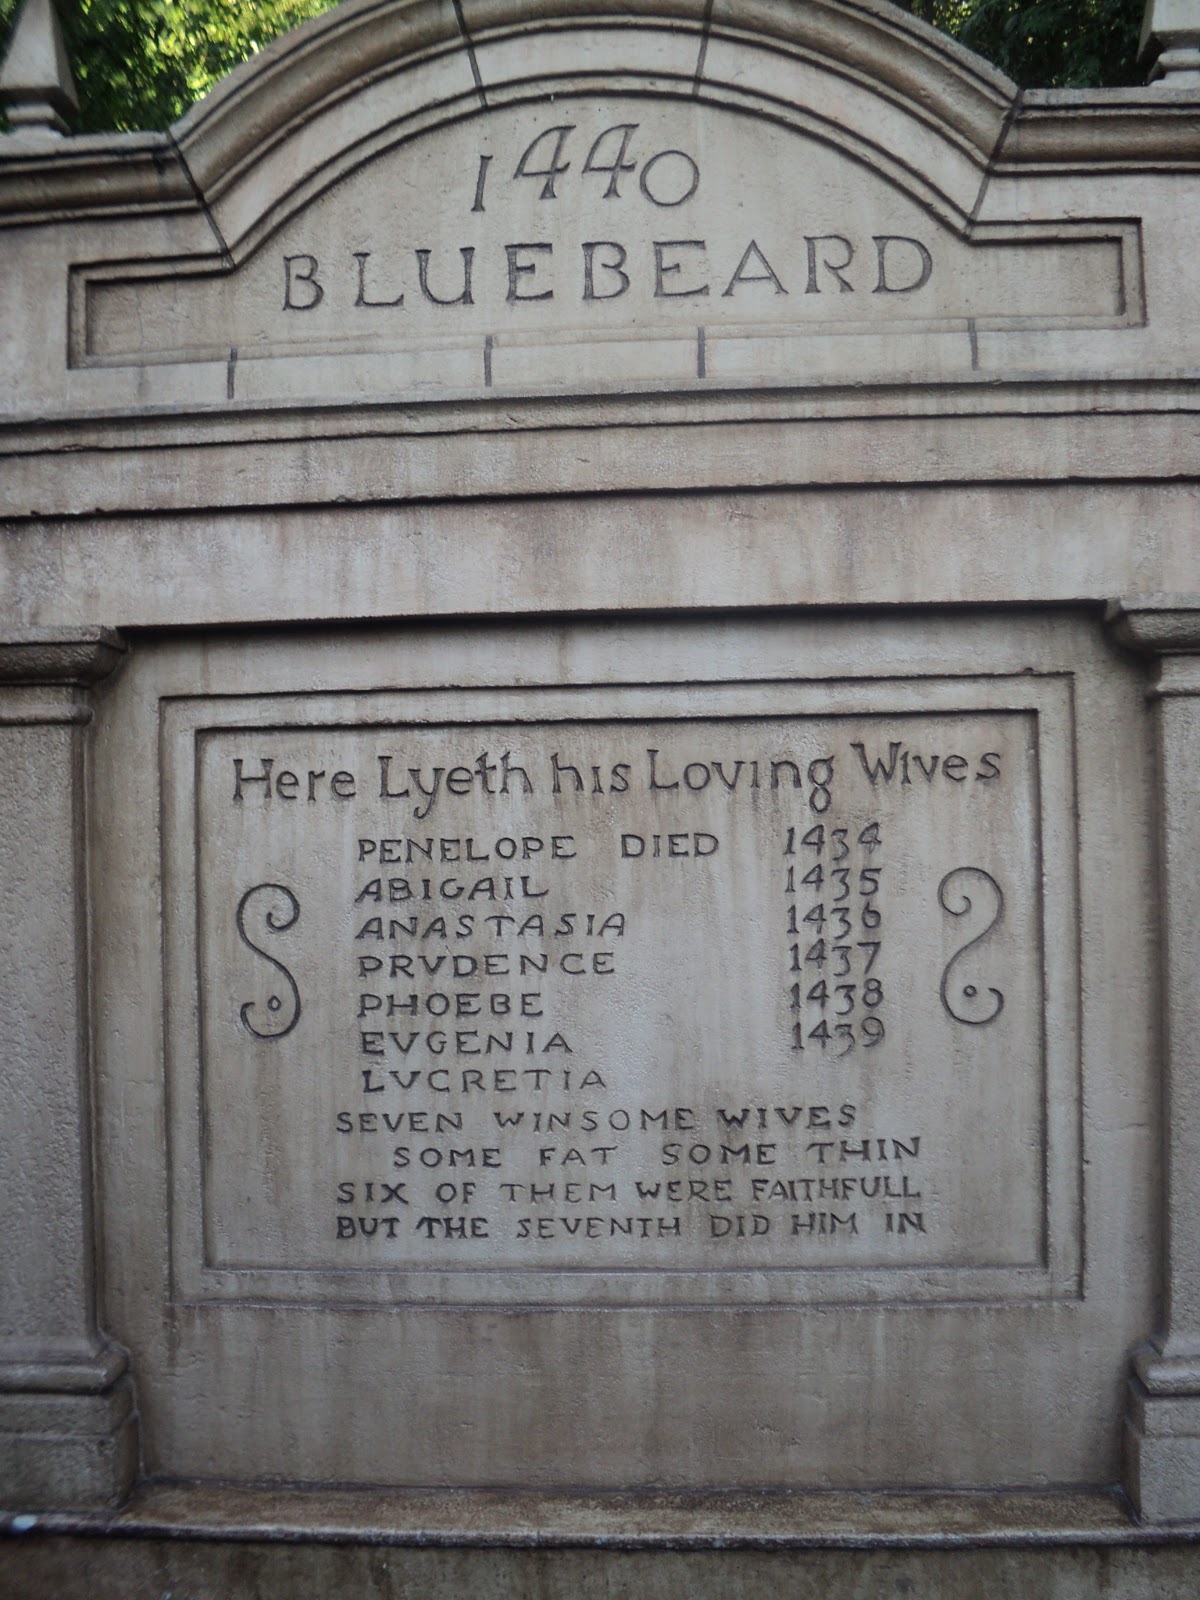 1440
BLUEBEARD
Here Lyeth his Loving Wives
PENELOPE DIED 1434
ABIGAIL 1435
ANASTASIA 1436
PRVDENCE 1437
PHOEBE 1438
EVGENIA 1439
LVCRETIA
SEVEN WINSOME WIVES
SOME FAT SOME THIN
SIX OF THEM WERE FAITHFULL
BUT THE SEVENTH DID HIM IN